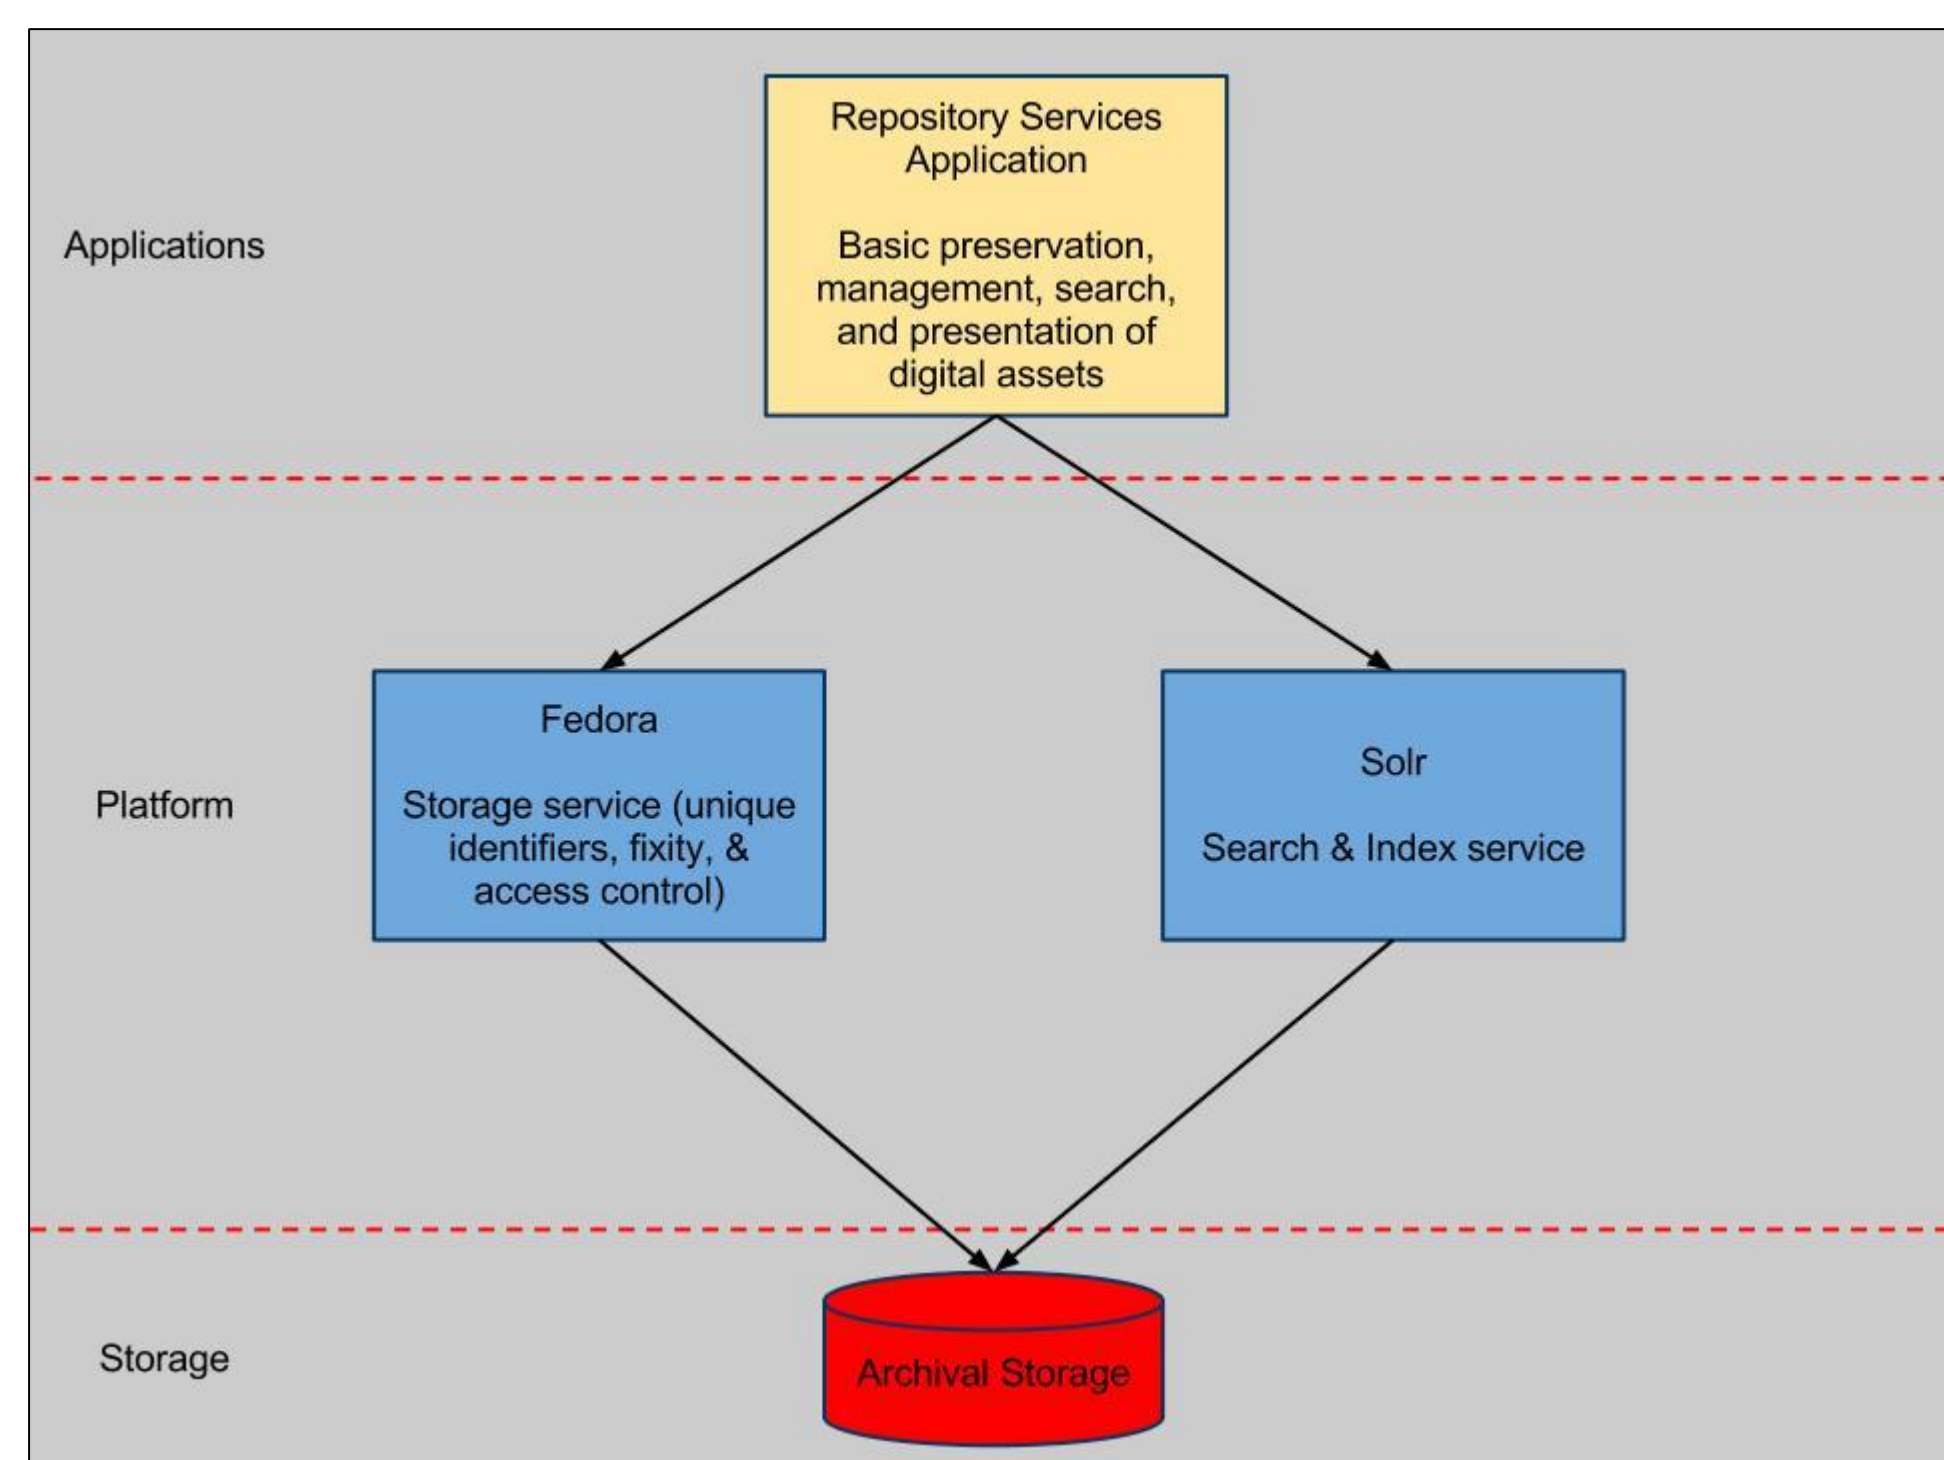 Repository Services
Application
Basic preservation,
management, search,
and presentation of
digital assets
Applications
Fedora
Storage service (unique
identifiers, fixity, &
access control)
Solr
Search & Index service
Platform
Storage
Archival Storage